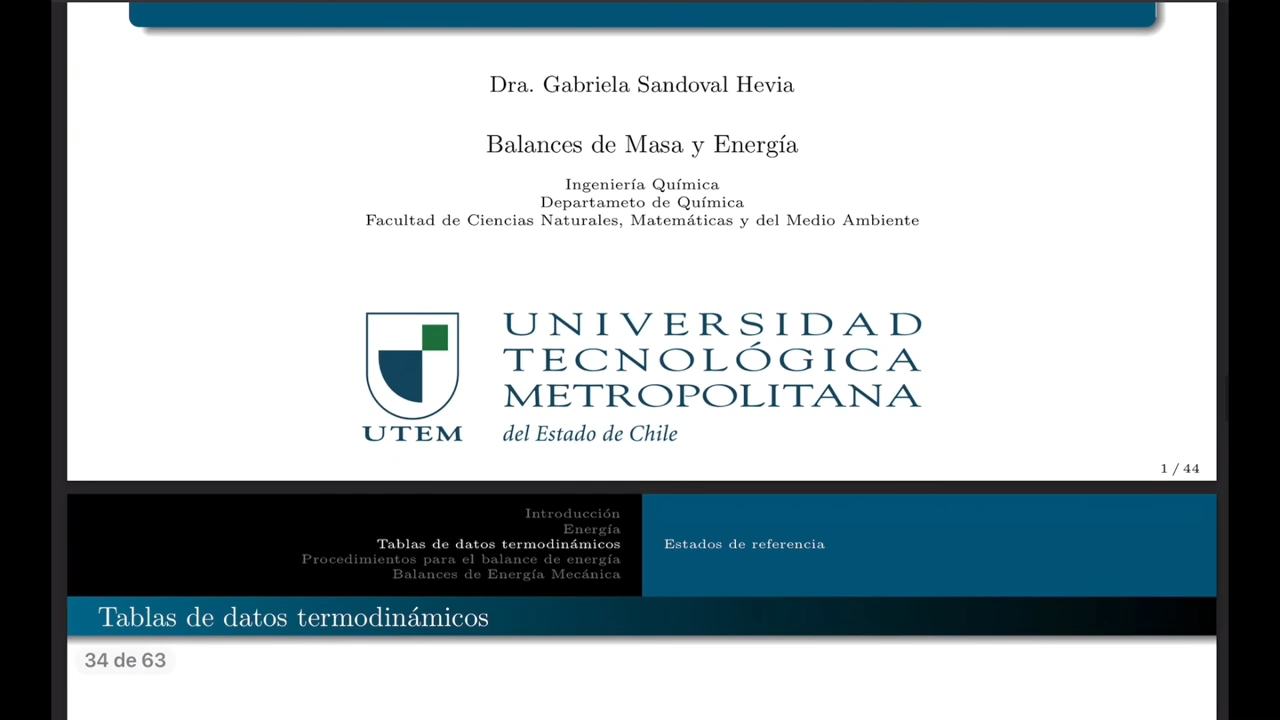 Dra. Gabriela Sandoval Hevia
Balances de Masa y Energía
Ingeniería Química
Departameto de Química
Facultad de Ciencias Naturales, Matemáticas y del Medio Ambiente
UTEM
UNIVERSIDAD
TECNOLÓGICA
METROPOLITANA
del Estado de Chile
1 / 44
Introducción
Energía
Tablas de datos termodinámicos
Procedimientos para el balance de energía
Balances de Energía Mecánica
Estados de referencia
Tablas de datos termodinámicos
34 de 63